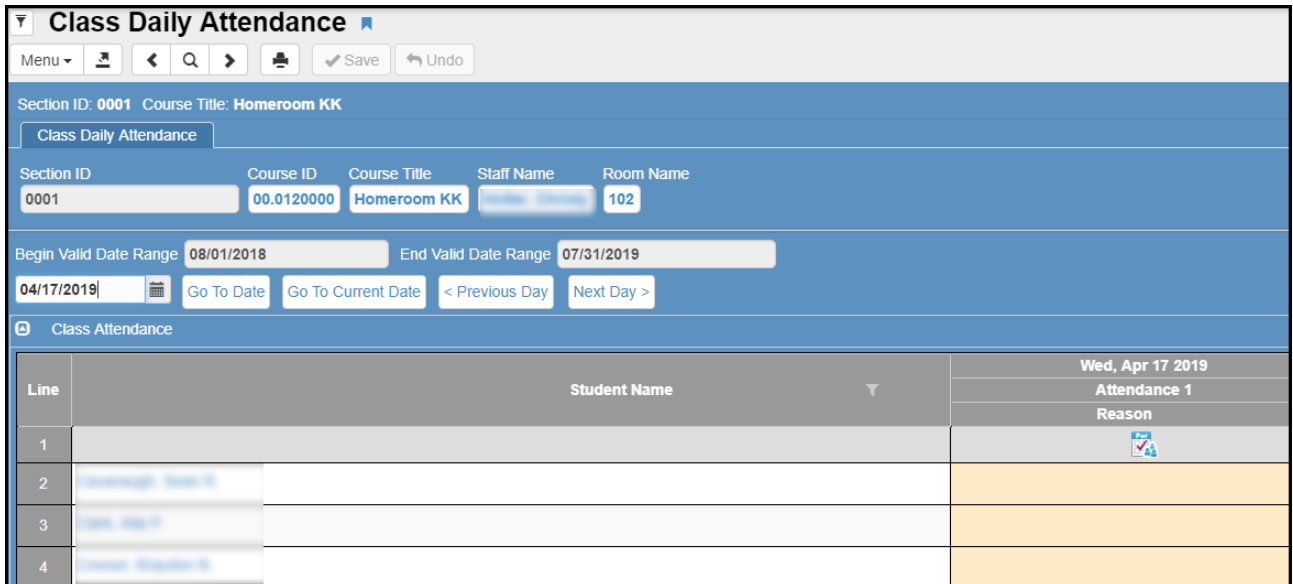 Class Daily Attendance
Menu Save Undo
Section ID: 0001 Course Title: Homeroom KK
Class Daily Attendance
Section ID Course ID Course Title Staff Name Room Name
0001 00.0120000 Homeroom KK 102
Begin Valid Date Range 08/01/2018 End Valid Date Range 07/31/2019
04/17/2019 Go To Date Go To Current Date < Previous Day Next Day >
Class Attendance
Wed, Apr 17 2019
Line Student Name Attendance 1
Reason
1 Per
2
3
4